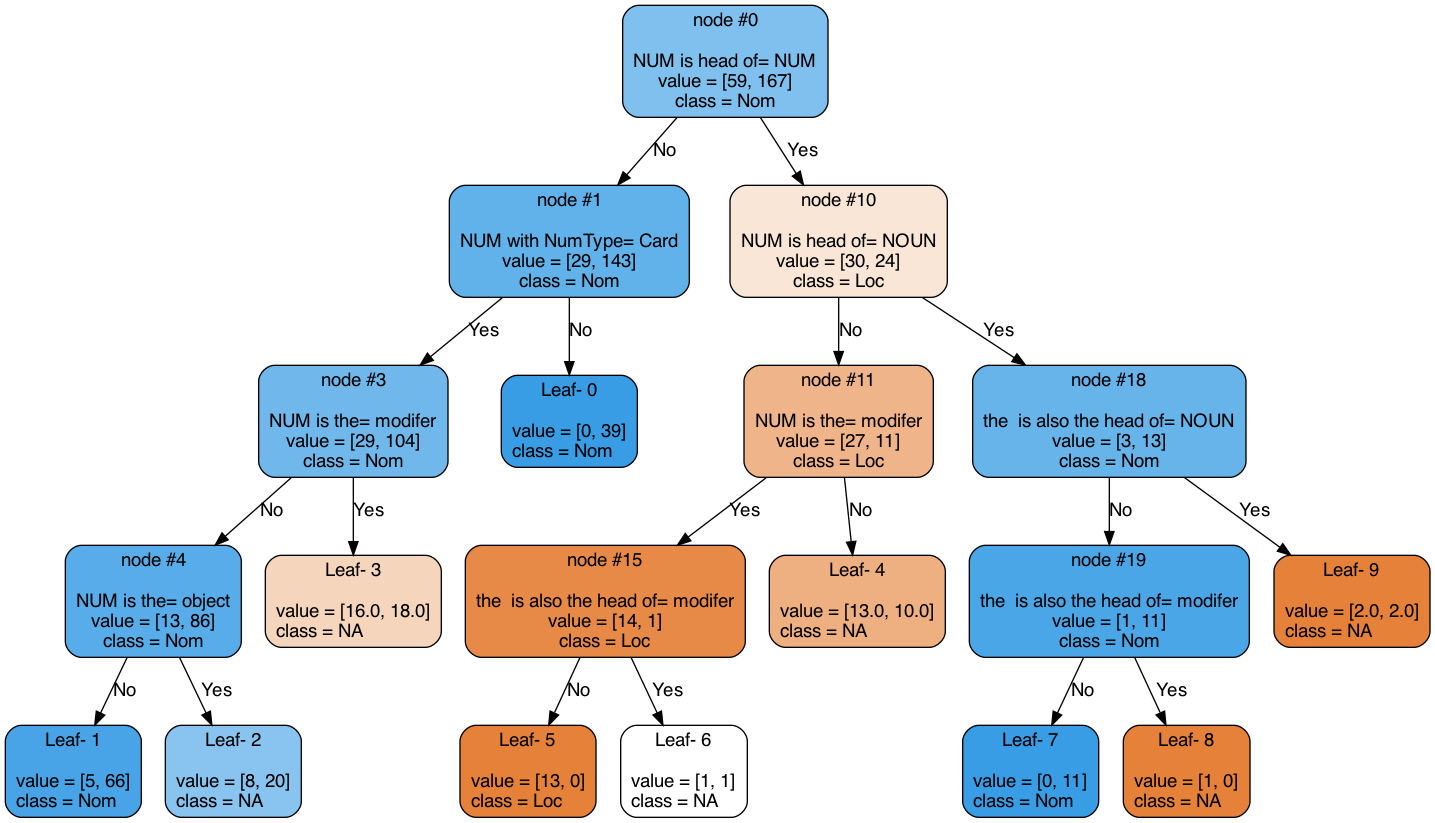 node #0
NUM is head of= NUM
value = [59, 167]
class = Nom
No
Yes
node #1
NUM with NumType= Card
value = [29, 143]
class = Nom
node #10
NUM is head of= NOUN
value = [30, 24]
class = Loc
Yes
No
No
Yes
node #3
NUM is the= modifer
value = [29, 104]
class = Nom
Leaf- 0
value = [0, 39]
class = Nom
node #11
NUM is the= modifer
value = [27, 11]
class = Loc
node #18
the  is also the head of= NOUN
value = [3, 13]
class = Nom
No
Yes
Yes
No
No
Yes
node #4
NUM is the= object
value = [13, 86]
class = Nom
Leaf- 3
value = [16.0, 18.0]
class = NA
node #15
the  is also the head of= modifer
value = [14, 1]
class = Loc
Leaf- 4
value = [13.0, 10.0]
class = NA
node #19
the  is also the head of= modifer
value = [1, 11]
class = Nom
Leaf- 9
value = [2.0, 2.0]
class = NA
No
Yes
No
Yes
No
Yes
Leaf- 1
value = [5, 66]
class = Nom
Leaf- 2
value = [8, 20]
class = NA
Leaf- 5
value = [13, 0]
class = Loc
Leaf- 6
value = [1, 1]
class = NA
Leaf- 7
value = [0, 11]
class = Nom
Leaf- 8
value = [1, 0]
class = NA